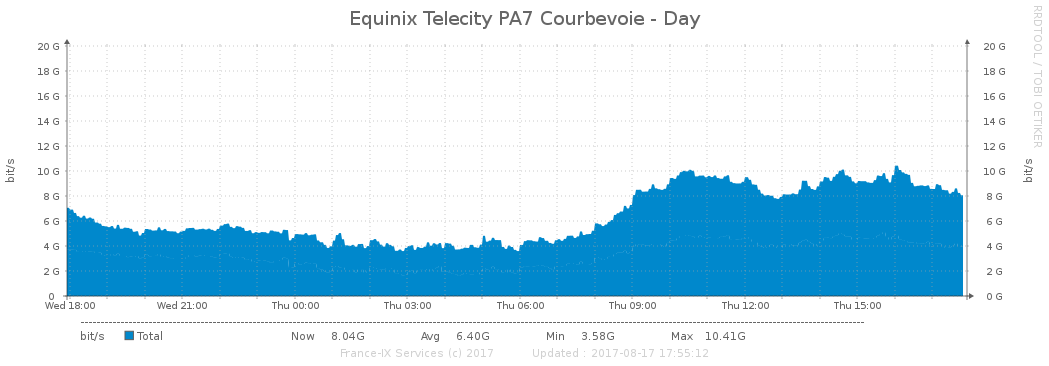 Equinix Telecity PA7 Courbevoie - Day
RRDTOOL / TOBI OETIKER
bit/s
20 G 20 G
18 G 18 G
16 G 16 G
14 G 14 G
12 G 12 G
10 G 10 G
8 G 8 G
6 G 6 G
4 G 4 G
2 G 2 G
0 0 G
bit/s
Wed 18:00 Wed 21:00 Thu 00:00 Thu 03:00 Thu 06:00 Thu 09:00 Thu 12:00 Thu 15:00
bit/s Total Now 8.04G Avg 6.40G Min 3.58G Max 10.41G
France-IX Services (c) 2017 Updated : 2017-08-17 17:55:12